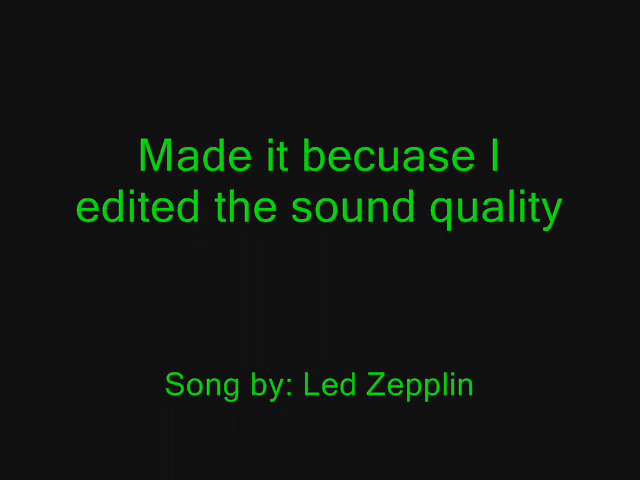 Made it becuase I
edited the sound quality
Song by: Led Zepplin